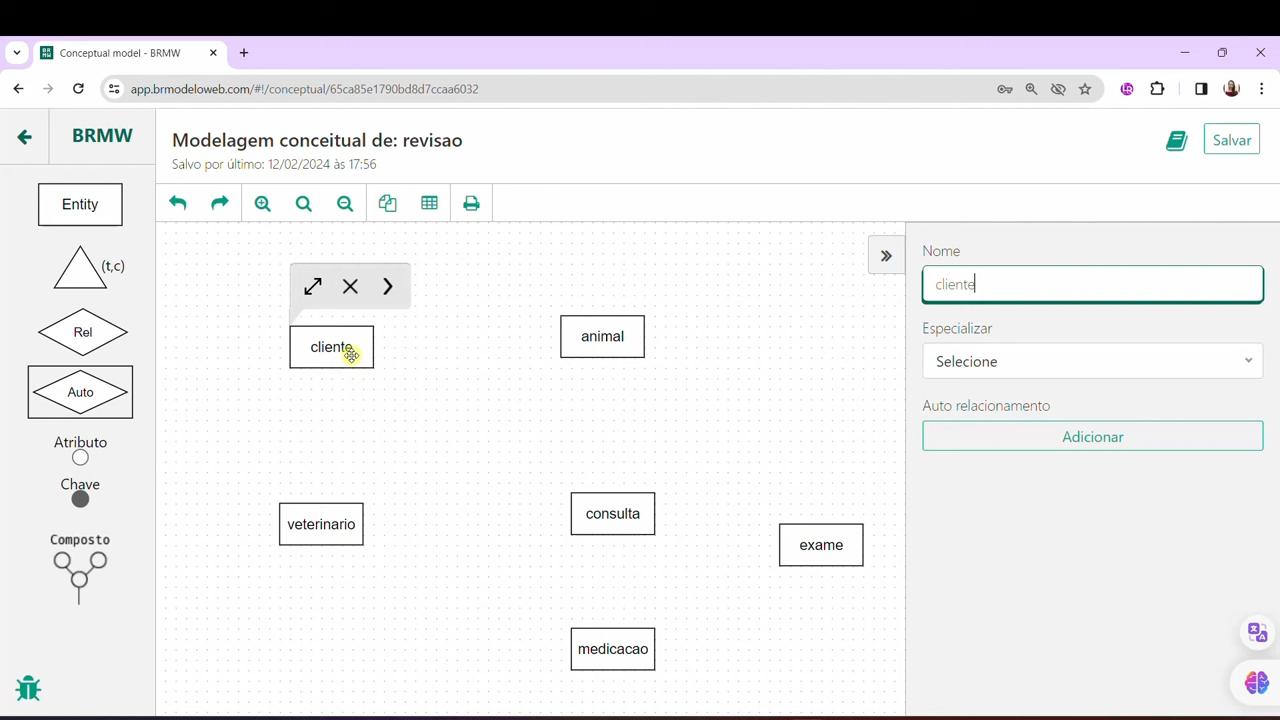 Conceptual model - BRMW
app.brmodeloweb.com/#!/conceptual/65ca85e1790bd8d7ccaa6032
BRMW
Modelagem conceitual de: revisao
Salvo por último: 12/02/2024 às 17:56
Salvar
Entity
(t,c)
Rel
Auto
Atributo
Chave
Composto
cliente
animal
veterinario
consulta
exame
medicacao
Nome
cliente
Especializar
Selecione
Auto relacionamento
Adicionar